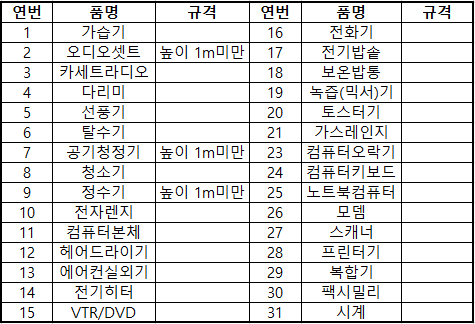 연번 품명 규격 연번 품명 규격
1 가습기 16 전화기
2 오디오셋트 높이 1m미만 17 전기밥솥
3 카세트라디오 18 보온밥통
4 다리미 19 녹즙(믹서)기
5 선풍기 20 토스터기
6 탈수기 21 가스레인지
7 공기청정기 높이 1m미만 23 컴퓨터오락기
8 청소기 24 컴퓨터키보드
9 정수기 높이 1m미만 25 노트북컴퓨터
10 전자렌지 26 모뎀
11 컴퓨터본체 27 스캐너
12 헤어드라이기 28 프린터기
13 에어컨실외기 29 복합기
14 전기히터 30 팩시밀리
15 VTR/DVD 31 시계